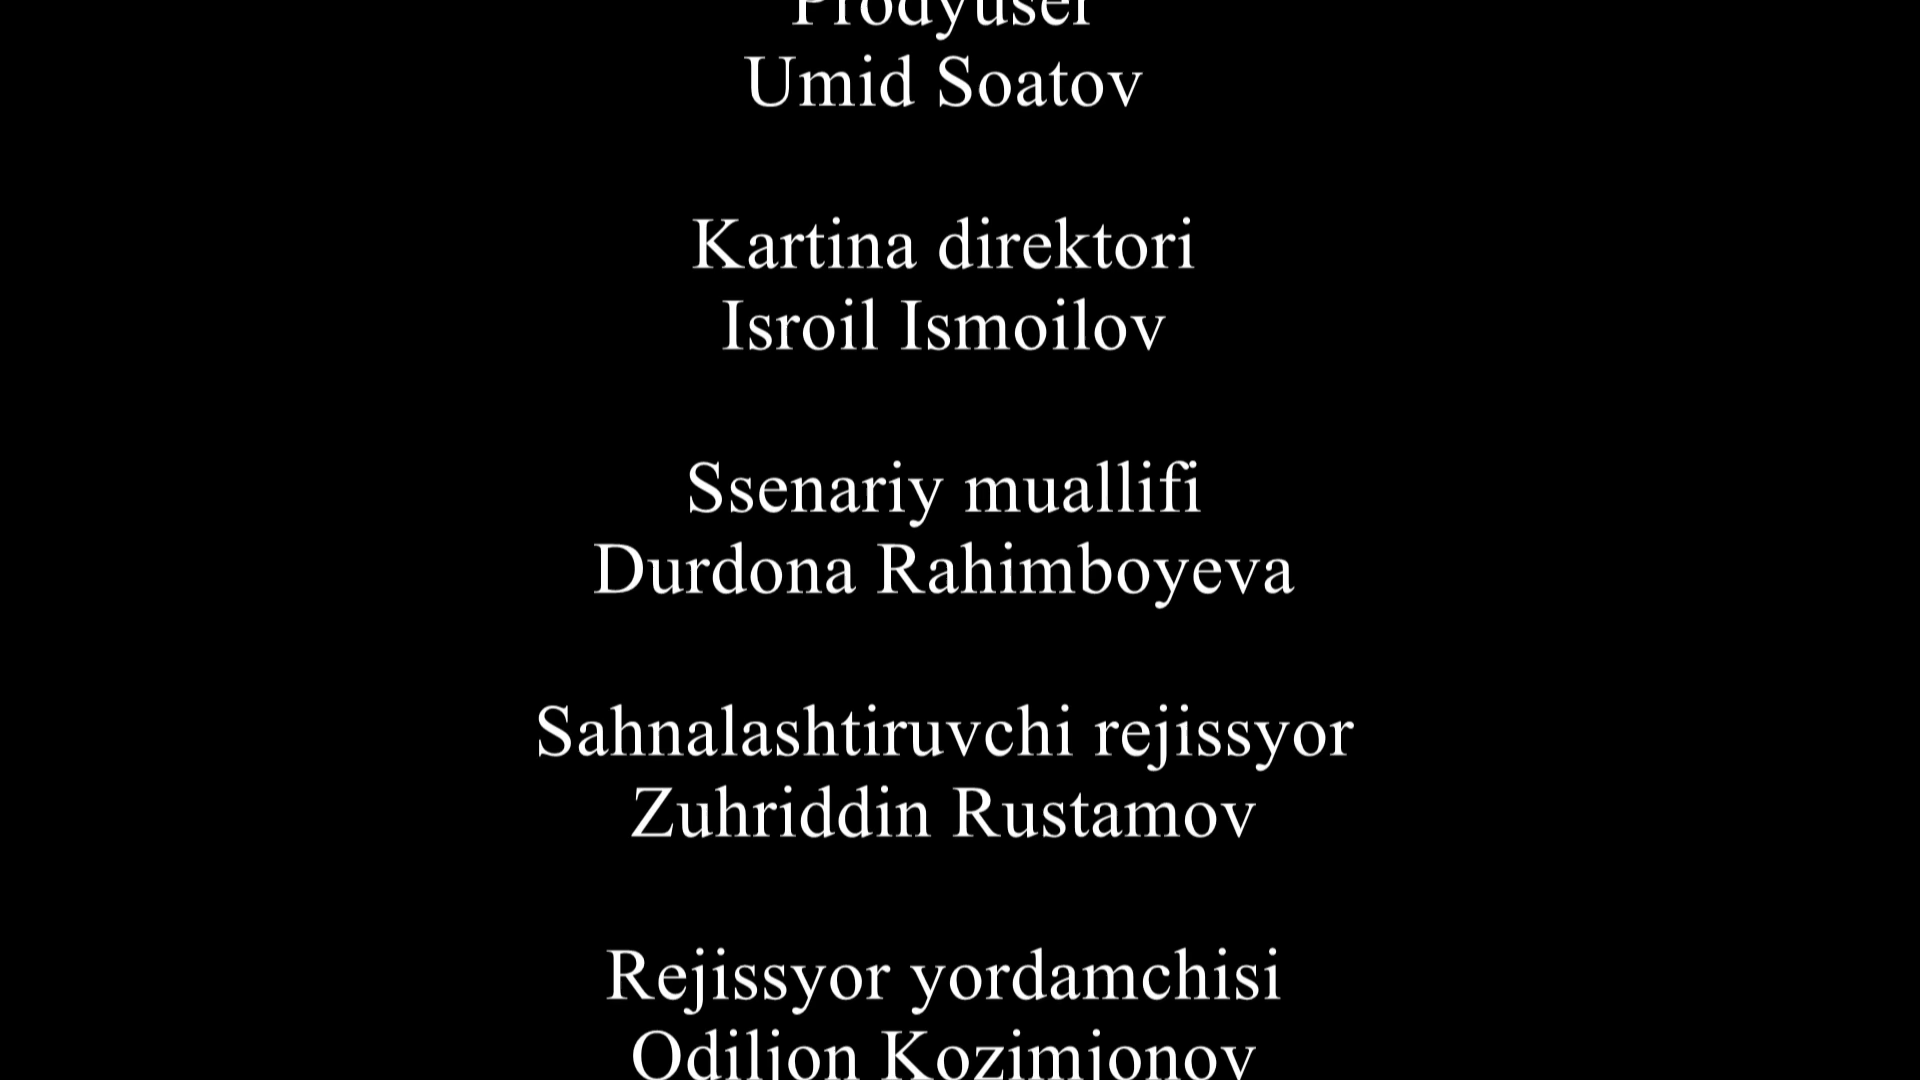 Prodyuser
Umid Soatov
Kartina direktori
Isroil Ismoilov
Ssenariy muallifi
Durdona Rahimboyeva
Sahnalashtiruvchi rejissyor
Zuhriddin Rustamov
Rejissyor yordamchisi
Odiljon Kozimjonov